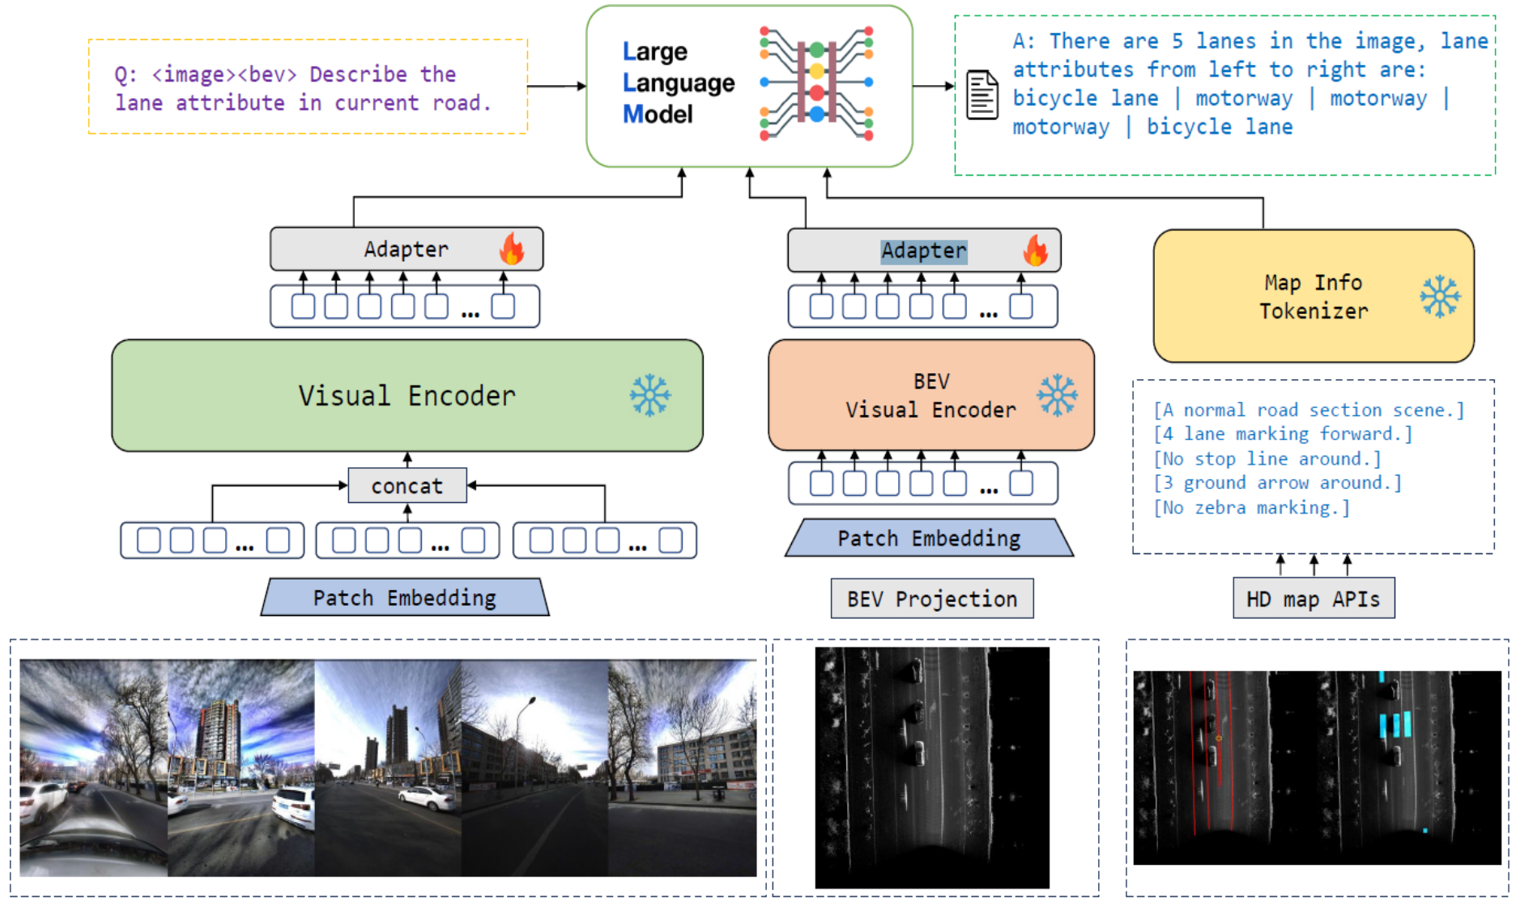 Q: <image><bev> Describe the
lane attribute in current road.
Large
Language
Model
A: There are 5 lanes in the image, lane
attributes from left to right are:
bicycle lane | motorway | motorway |
motorway | bicycle lane
Adapter
...
Visual Encoder
concat
...
...
...
Patch Embedding
Adapter
...
BEV
Visual Encoder
...
Patch Embedding
BEV Projection
Map Info
Tokenizer
[A normal road section scene.]
[4 lane marking forward.]
[No stop line around.]
[3 ground arrow around.]
[No zebra marking.]
HD map APIs